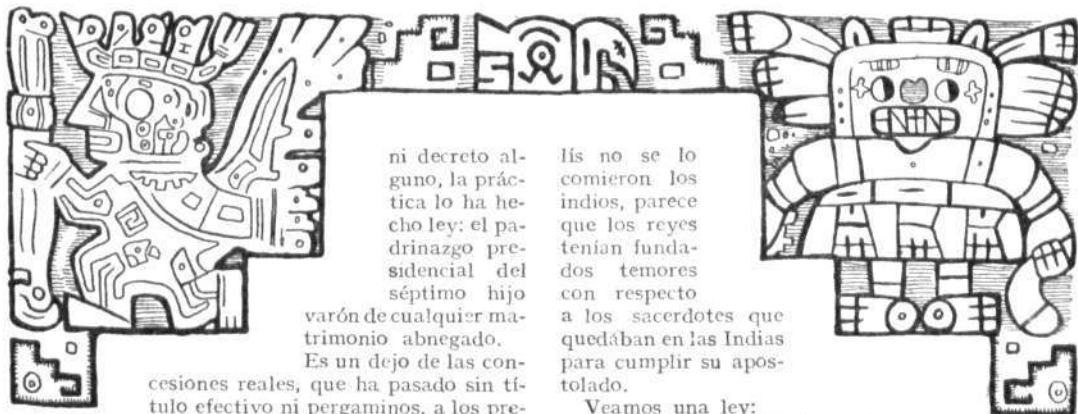 ni decreto al-
guno, la prác-
tica lo ha he-
cho ley: el pa-
drinazgo pre-
sidencial del
séptimo hijo
varón de cualquier ma-
trimonio abnegado.
Es un dejo de las con-
cesiones reales, que ha pasado sin tí-
tulo efectivo ni pergaminos, a los pre-
lís no se lo
comieron los
indios, parece
que los reyes
tenían funda-
dos temores
con respecto
a los sacerdotes que
quedában en las Indias
para cumplir su apos-
tolado.
Veamos una ley: